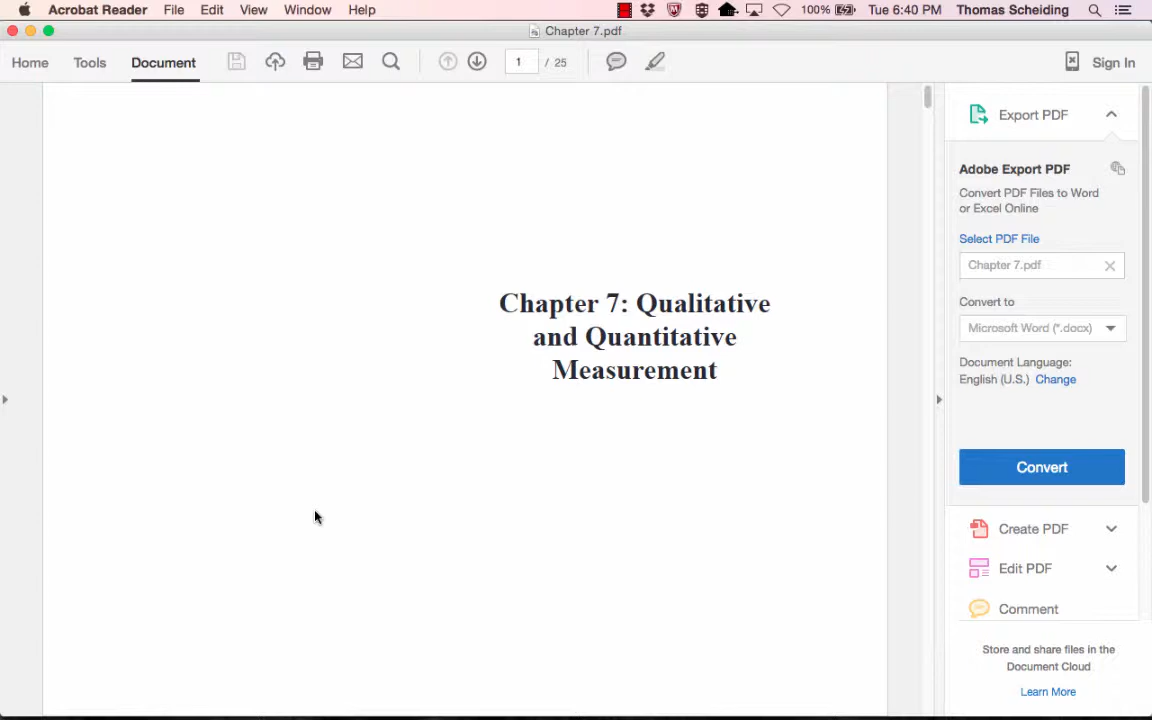 Acrobat Reader File Edit View Window Help 100% Tue 6:40 PM Thomas Scheiding
Chapter 7.pdf
Home Tools Document 1 / 25 Sign In
Export PDF
Adobe Export PDF
Convert PDF Files to Word
or Excel Online
Select PDF File
Chapter 7.pdf
Convert to
Microsoft Word (*.docx)
Document Language:
English (U.S.) Change
Convert
Create PDF
Edit PDF
Comment
Store and share files in the
Document Cloud
Learn More
Chapter 7: Qualitative
and Quantitative
Measurement